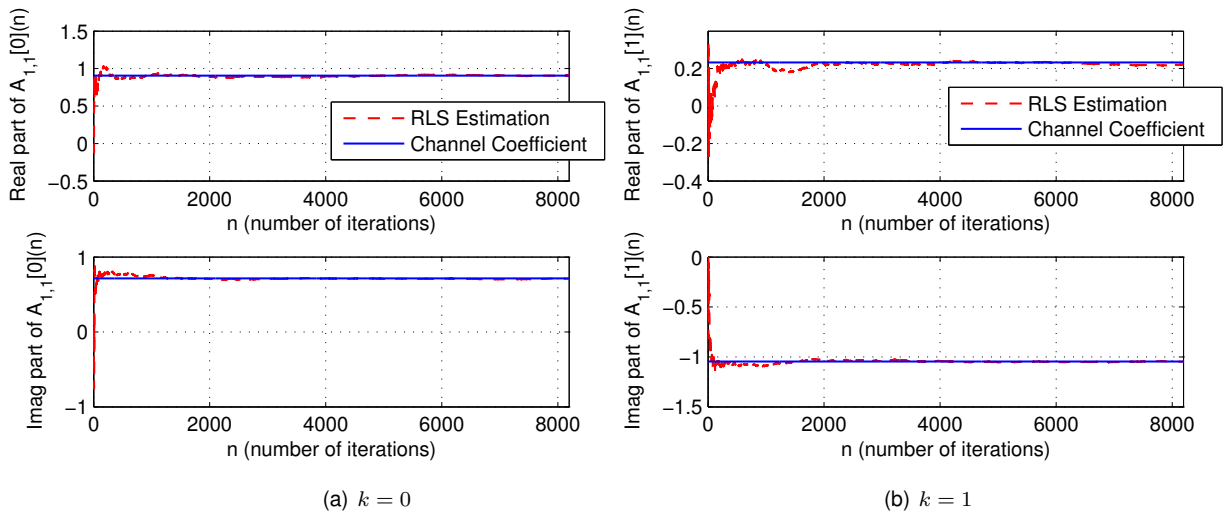 Real part of A1,1[0](n)
1.5
1
0.5
0
−0.5
RLS Estimation
Channel Coefficient
0 2000 4000 6000 8000
n (number of iterations)
Real part of A1,1[1](n)
0.2
0
−0.2
−0.4
RLS Estimation
Channel Coefficient
0 2000 4000 6000 8000
n (number of iterations)
Imag part of A1,1[0](n)
1
0
−1
0 2000 4000 6000 8000
n (number of iterations)
Imag part of A1,1[1](n)
0
−0.5
−1
−1.5
0 2000 4000 6000 8000
n (number of iterations)
(a) k = 0
(b) k = 1